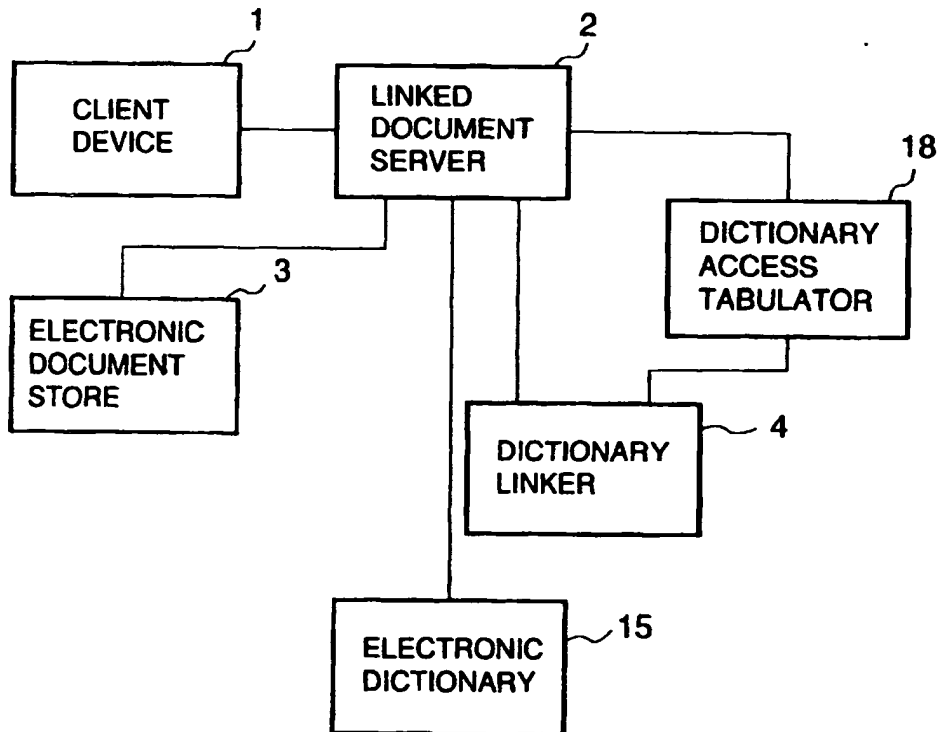 1
CLIENT
DEVICE
2
LINKED
DOCUMENT
SERVER
18
DICTIONARY
ACCESS
TABULATOR
3
ELECTRONIC
DOCUMENT
STORE
4
DICTIONARY
LINKER
15
ELECTRONIC
DICTIONARY